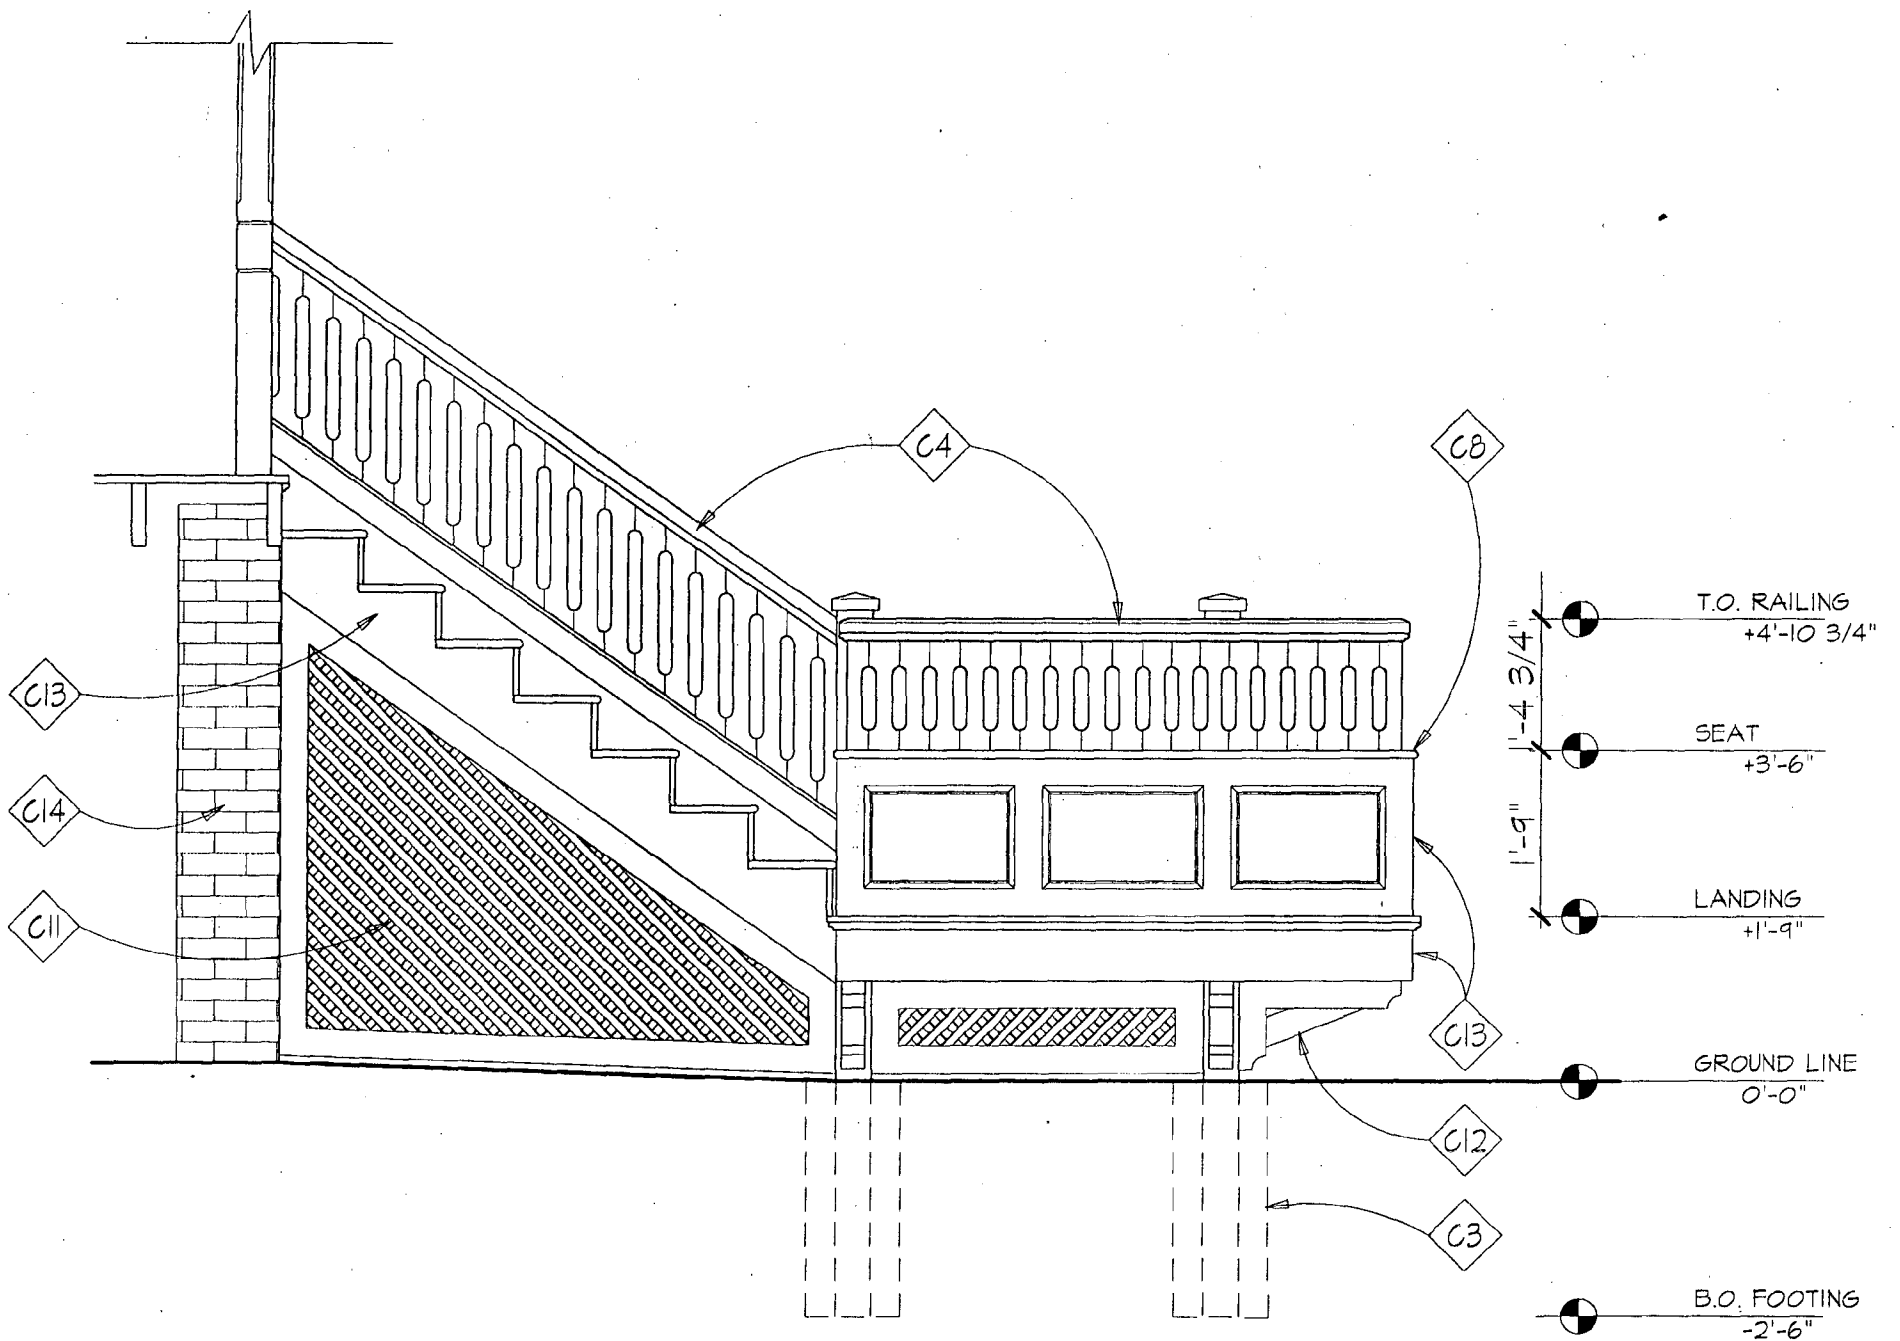 C4
C8
T.O. RAILING
+4'-10 3/4"
1'-4 3/4"
C13
SEAT
+3'-6"
C14
1'-9"
C11
LANDING
+1'-9"
C13
GROUND LINE
0'-0"
C12
C3
B.O. FOOTING
-2'-6"